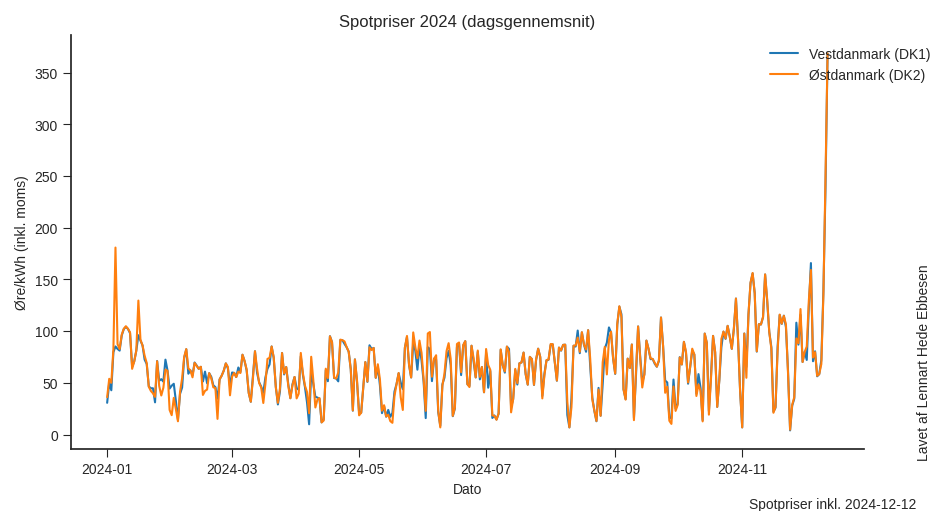 Spotpriser 2024 (dagsgennemsnit)
Vestdanmark (DK1)
Østdanmark (DK2)
Øre/kWh (inkl. moms)
350
300
250
200
150
100
50
0
2024-01
2024-03
2024-05
2024-07
2024-09
2024-11
Dato
Lavet af Lennart Hede Ebbesen
Spotpriser inkl. 2024-12-12